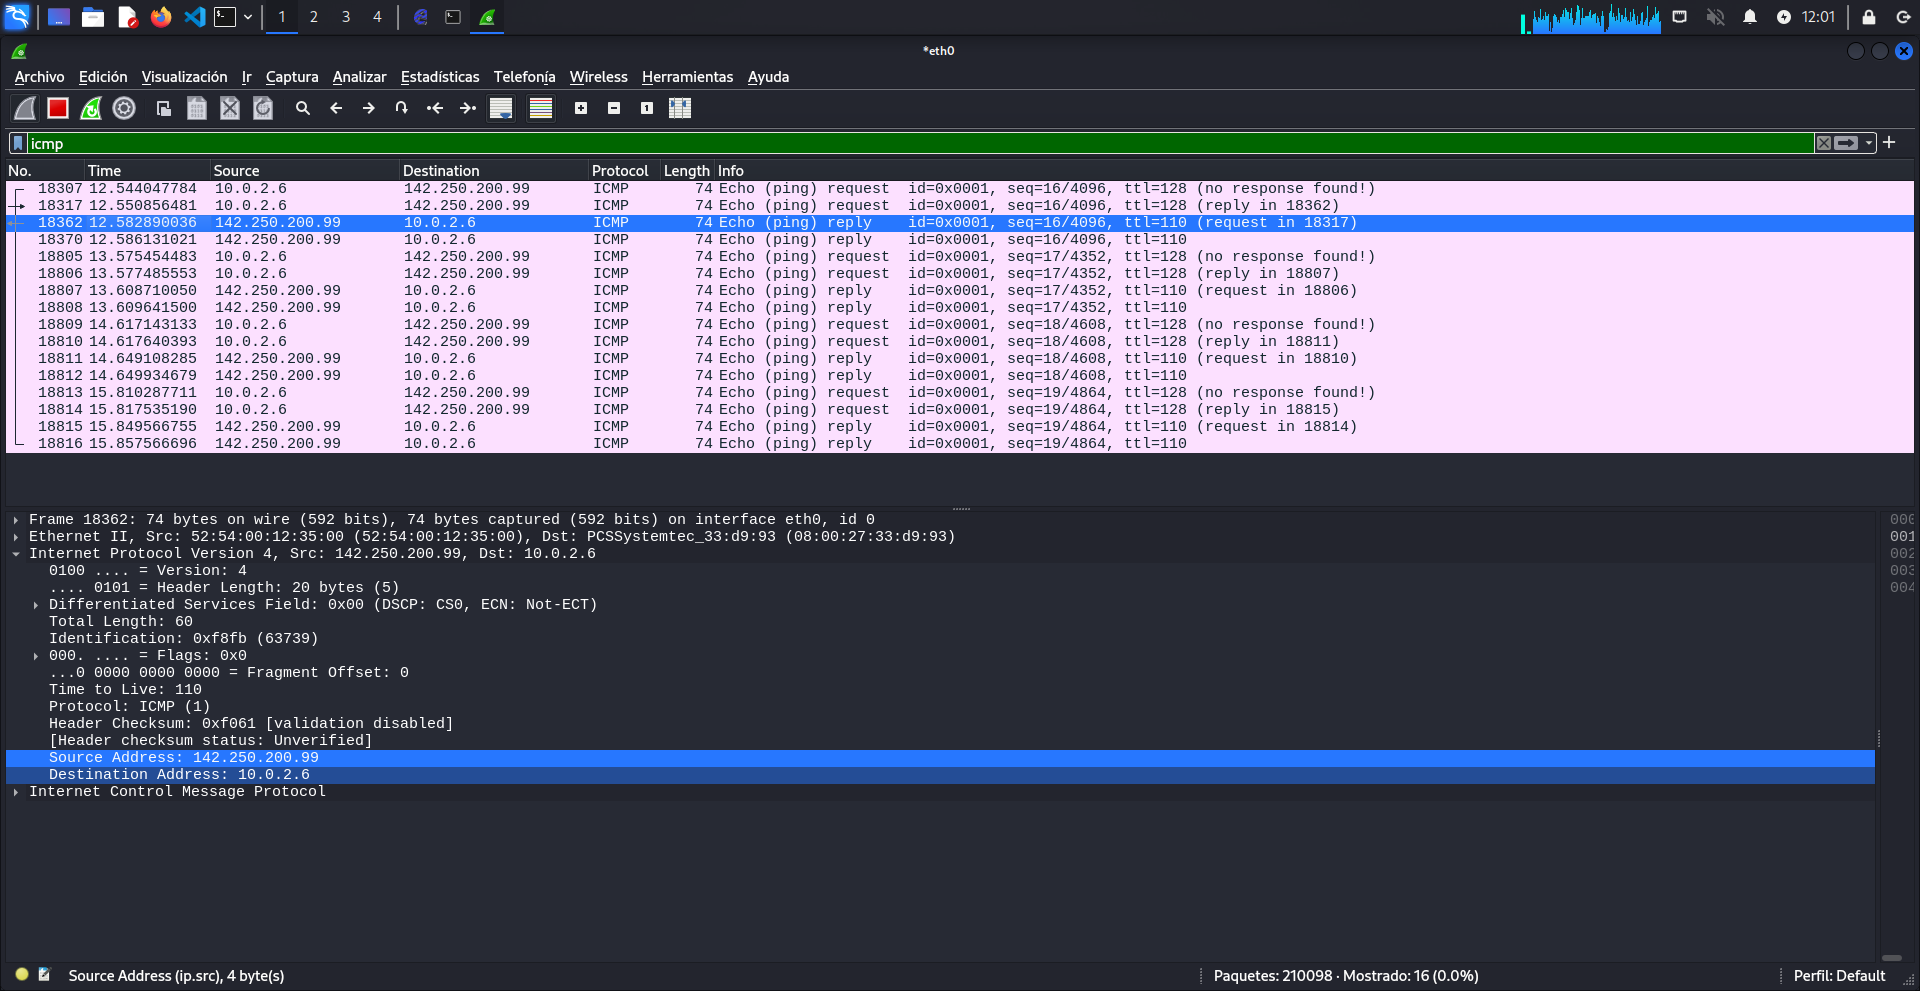 1 2 3 4 12:01
*eth0
Archivo Edición Visualización Ir Captura Analizar Estadísticas Telefonía Wireless Herramientas Ayuda
icmp
No. Time Source Destination Protocol Length Info
18307 12.544047784 10.0.2.6 142.250.200.99 ICMP 74 Echo (ping) request id=0x0001, seq=16/4096, ttl=128 (no response found!)
18317 12.550856481 10.0.2.6 142.250.200.99 ICMP 74 Echo (ping) request id=0x0001, seq=16/4096, ttl=128 (reply in 18362)
18362 12.582890036 142.250.200.99 10.0.2.6 ICMP 74 Echo (ping) reply id=0x0001, seq=16/4096, ttl=110 (request in 18317)
18370 12.586131021 142.250.200.99 10.0.2.6 ICMP 74 Echo (ping) reply id=0x0001, seq=16/4096, ttl=110
18805 13.575454483 10.0.2.6 142.250.200.99 ICMP 74 Echo (ping) request id=0x0001, seq=17/4352, ttl=128 (no response found!)
18806 13.577485553 10.0.2.6 142.250.200.99 ICMP 74 Echo (ping) request id=0x0001, seq=17/4352, ttl=128 (reply in 18807)
18807 13.608710050 142.250.200.99 10.0.2.6 ICMP 74 Echo (ping) reply id=0x0001, seq=17/4352, ttl=110 (request in 18806)
18808 13.609641500 142.250.200.99 10.0.2.6 ICMP 74 Echo (ping) reply id=0x0001, seq=17/4352, ttl=110
18809 14.617143133 10.0.2.6 142.250.200.99 ICMP 74 Echo (ping) request id=0x0001, seq=18/4608, ttl=128 (no response found!)
18810 14.617640393 10.0.2.6 142.250.200.99 ICMP 74 Echo (ping) request id=0x0001, seq=18/4608, ttl=128 (reply in 18811)
18811 14.649108285 142.250.200.99 10.0.2.6 ICMP 74 Echo (ping) reply id=0x0001, seq=18/4608, ttl=110 (request in 18810)
18812 14.649934679 142.250.200.99 10.0.2.6 ICMP 74 Echo (ping) reply id=0x0001, seq=18/4608, ttl=110
18813 15.810287711 10.0.2.6 142.250.200.99 ICMP 74 Echo (ping) request id=0x0001, seq=19/4864, ttl=128 (no response found!)
18814 15.817535190 10.0.2.6 142.250.200.99 ICMP 74 Echo (ping) request id=0x0001, seq=19/4864, ttl=128 (reply in 18815)
18815 15.849566755 142.250.200.99 10.0.2.6 ICMP 74 Echo (ping) reply id=0x0001, seq=19/4864, ttl=110 (request in 18814)
18816 15.857566696 142.250.200.99 10.0.2.6 ICMP 74 Echo (ping) reply id=0x0001, seq=19/4864, ttl=110
Frame 18362: 74 bytes on wire (592 bits), 74 bytes captured (592 bits) on interface eth0, id 0
Ethernet II, Src: 52:54:00:12:35:00 (52:54:00:12:35:00), Dst: PCSSystemtec_33:d9:93 (08:00:27:33:d9:93)
Internet Protocol Version 4, Src: 142.250.200.99, Dst: 10.0.2.6
0100 .... = Version: 4
.... 0101 = Header Length: 20 bytes (5)
Differentiated Services Field: 0x00 (DSCP: CS0, ECN: Not-ECT)
Total Length: 60
Identification: 0xf8fb (63739)
000. .... = Flags: 0x0
...0 0000 0000 0000 = Fragment Offset: 0
Time to Live: 110
Protocol: ICMP (1)
Header Checksum: 0xf061 [validation disabled]
[Header checksum status: Unverified]
Source Address: 142.250.200.99
Destination Address: 10.0.2.6
Internet Control Message Protocol
Source Address (ip.src), 4 byte(s) Paquetes: 210098 · Mostrado: 16 (0.0%) Perfil: Default